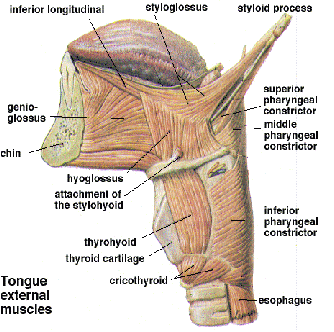 inferior longitudinal
styloglossus
styloid process
genio-
glossus
chin
superior
pharyngeal
constrictor
middle
pharyngeal
constrictor
hyoglossus
attachment of
the stylohyoid
inferior
pharyngeal
constrictor
thyrohyoid
thyroid cartilage
cricothyroid
esophagus
Tongue
external
muscles